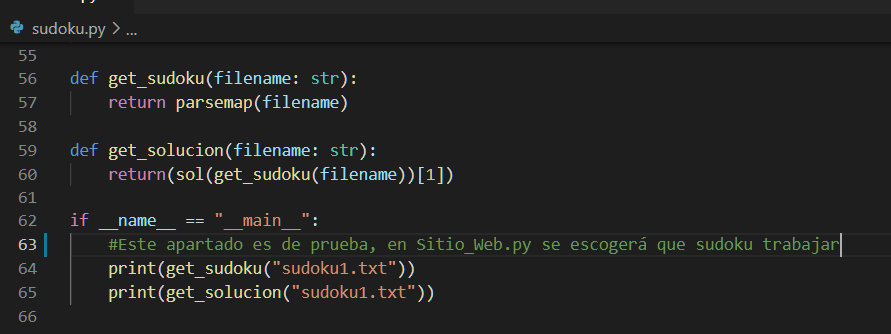 sudoku.py > ...
55
56 def get_sudoku(filename: str):
57 return parsemap(filename)
58
59 def get_solucion(filename: str):
60 return(sol(get_sudoku(filename))[1])
61
62 if __name__ == "__main__":
63 #Este apartado es de prueba, en Sitio_Web.py se escogerá que sudoku trabajar
64 print(get_sudoku("sudoku1.txt"))
65 print(get_solucion("sudoku1.txt"))
66